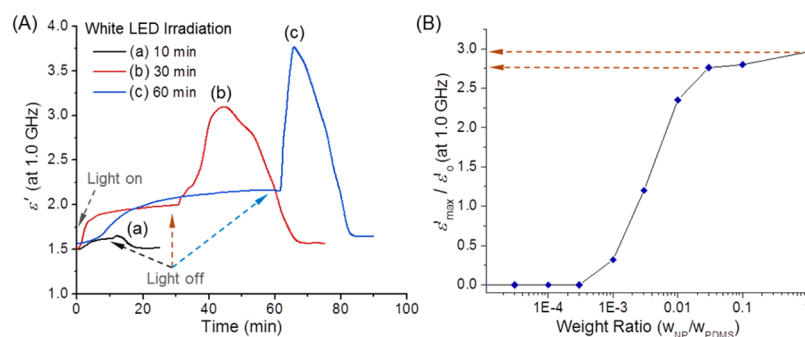 (A)
White LED Irradiation
(a) 10 min
(b) 30 min
(c) 60 min
ε' (at 1.0 GHz)
4.0
3.5
3.0
2.5
2.0
1.5
1.0
Light on
(a)
(b)
(c)
Light off
0
20
40
60
80
100
Time (min)
(B)
ε'max / ε'o (at 1.0 GHz)
3.0
2.5
2.0
1.5
1.0
0.5
0.0
1E-4
1E-3
0.01
0.1
Weight Ratio (wNP/wPDMS)